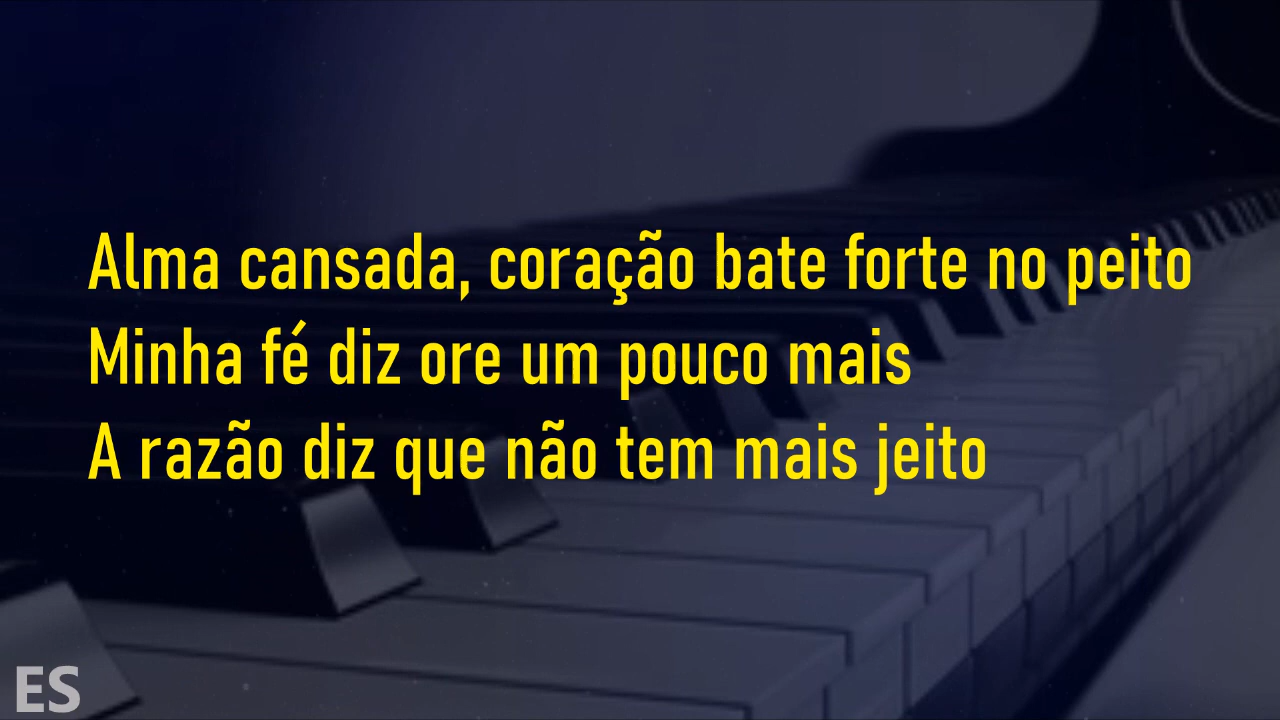 Alma cansada, coração bate forte no peito
Minha fé diz ore um pouco mais
A razão diz que não tem mais jeito
ES